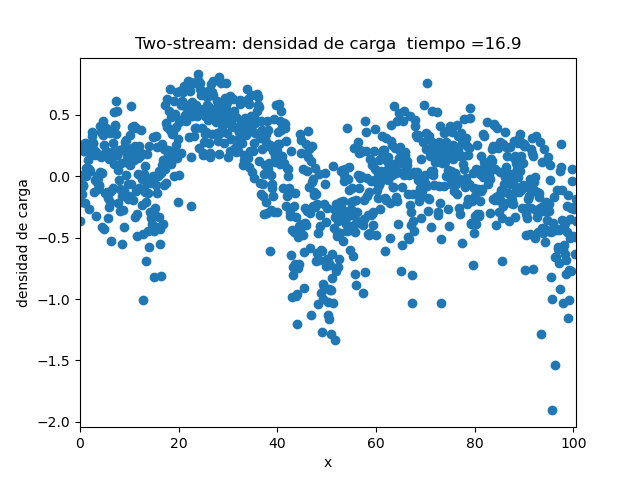 Two-stream: densidad de carga  tiempo =16.9
densidad de carga
0.5
0.0
−0.5
−1.0
−1.5
−2.0
0 20 40 60 80 100
x